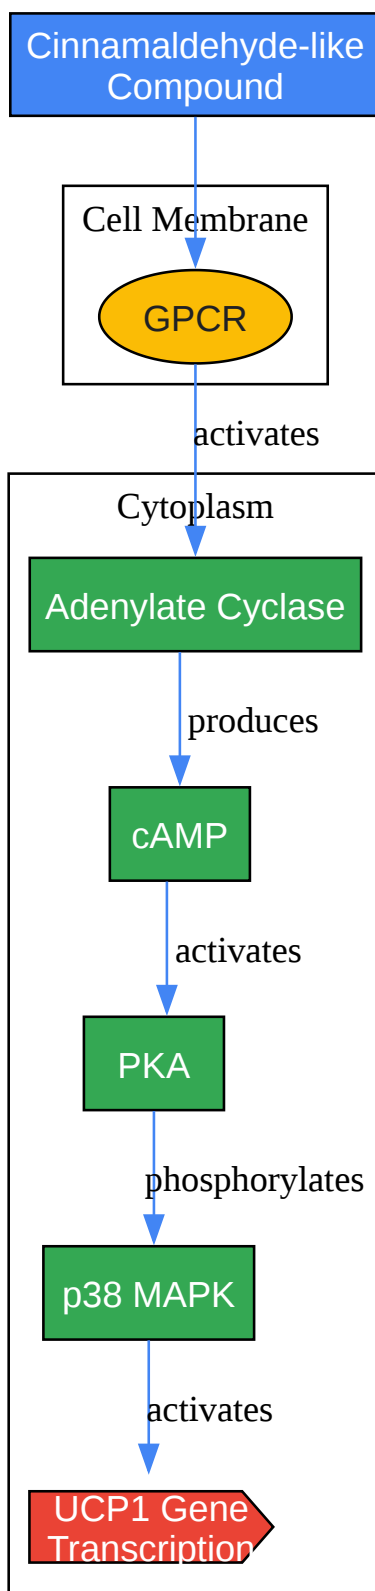 Cinnamaldehyde-like
Compound
Cell Membrane
GPCR
activates
Cytoplasm
Adenylate Cyclase
produces
cAMP
activates
PKA
phosphorylates
p38 MAPK
activates
UCP1 Gene
Transcription